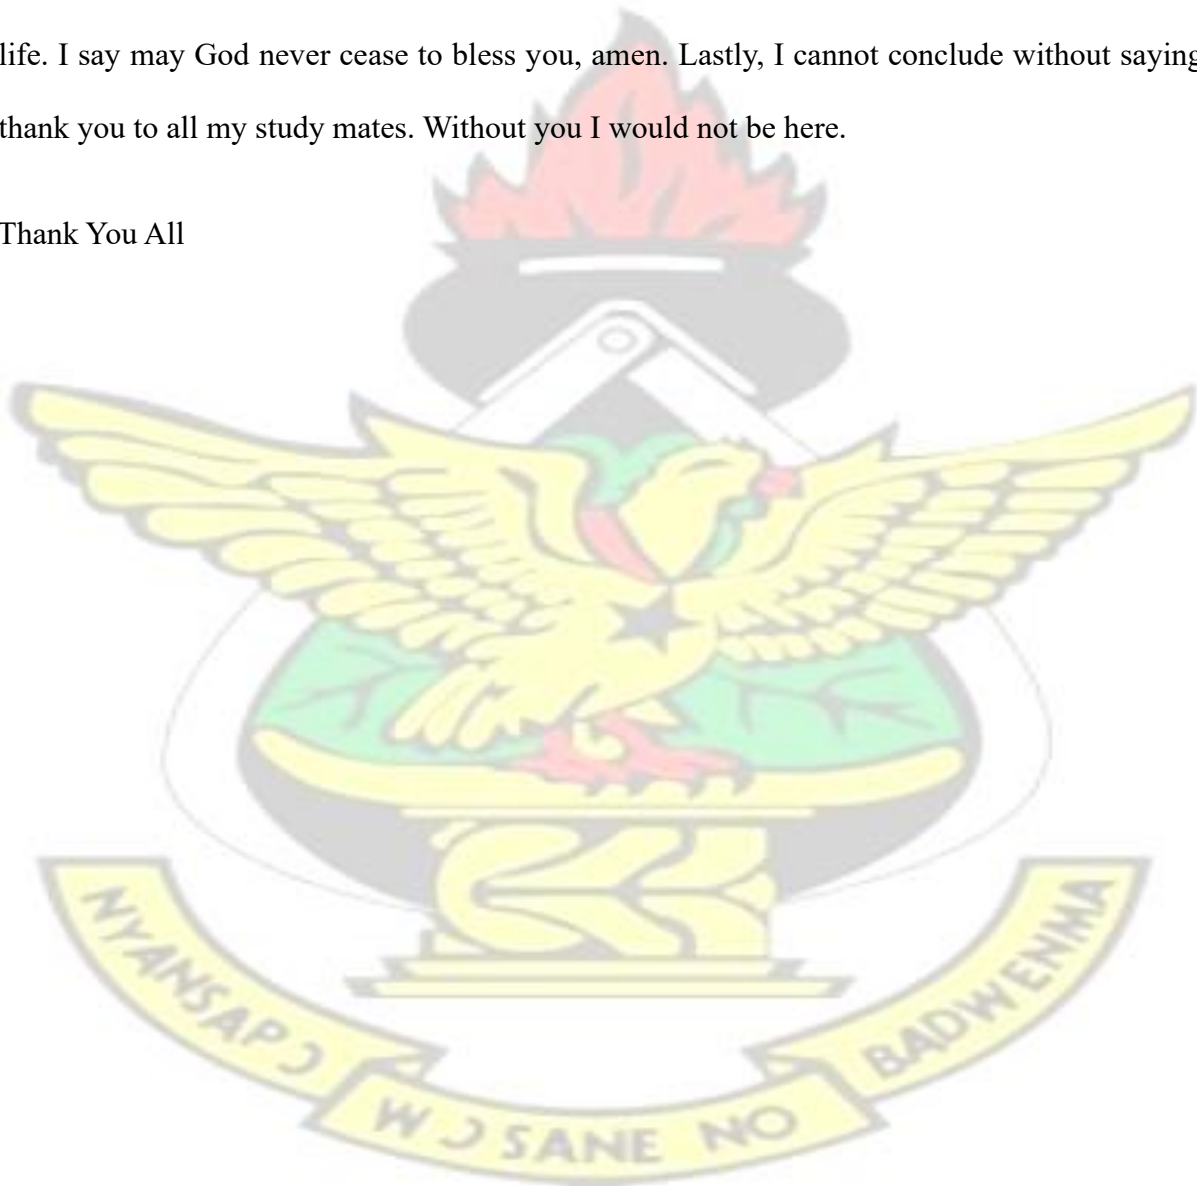 life. I say may God never cease to bless you, amen. Lastly, I cannot conclude without saying
thank you to all my study mates. Without you I would not be here.
Thank You All
NYANSAPƆ
WƆSANE NO
BADWENMA